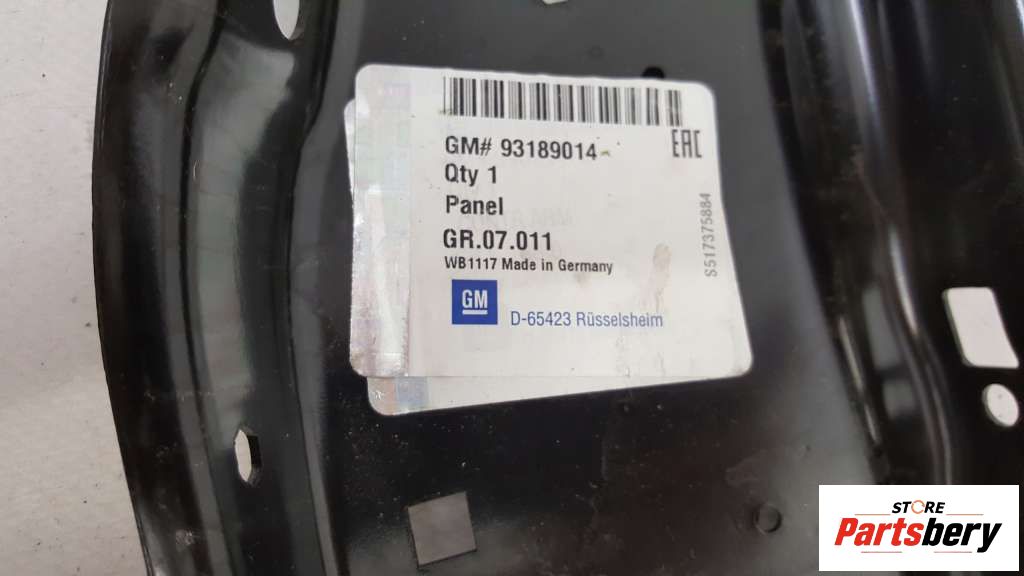 GM# 93189014
EAC
Qty 1
Panel
GR.07.011
WB1117 Made in Germany
GM
D-65423 Rüsselsheim
S517375884
STORE
Partsbery